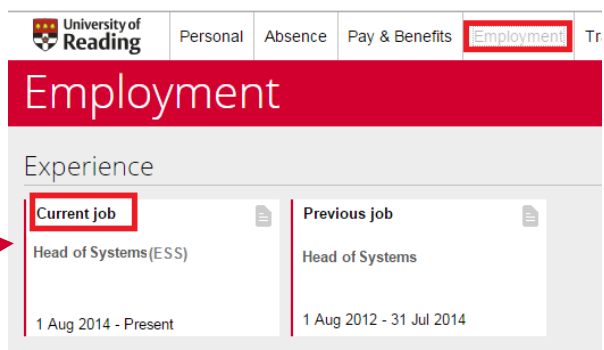 University of
Reading
Personal Absence Pay & Benefits Employment Tr
Employment
Experience
Current job
Previous job
Head of Systems(ESS)
Head of Systems
1 Aug 2014 - Present
1 Aug 2012 - 31 Jul 2014